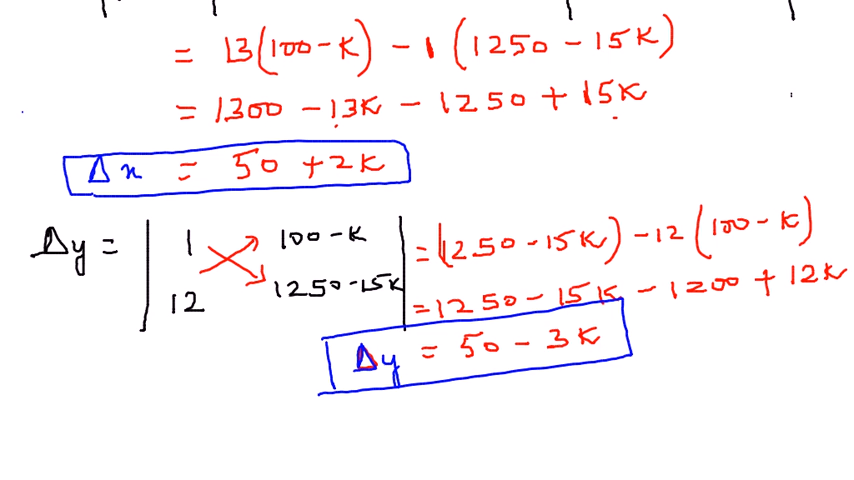 = 13(100-K) - 1(1250-15K)
= 1300 - 13K - 1250 + 15K
Δx = 50 + 2K
Δy = | 1 100-K | = (1250-15K) - 12(100-K)
| 12 1250-15K | = 1250 - 15K - 1200 + 12K
Δy = 50 - 3K